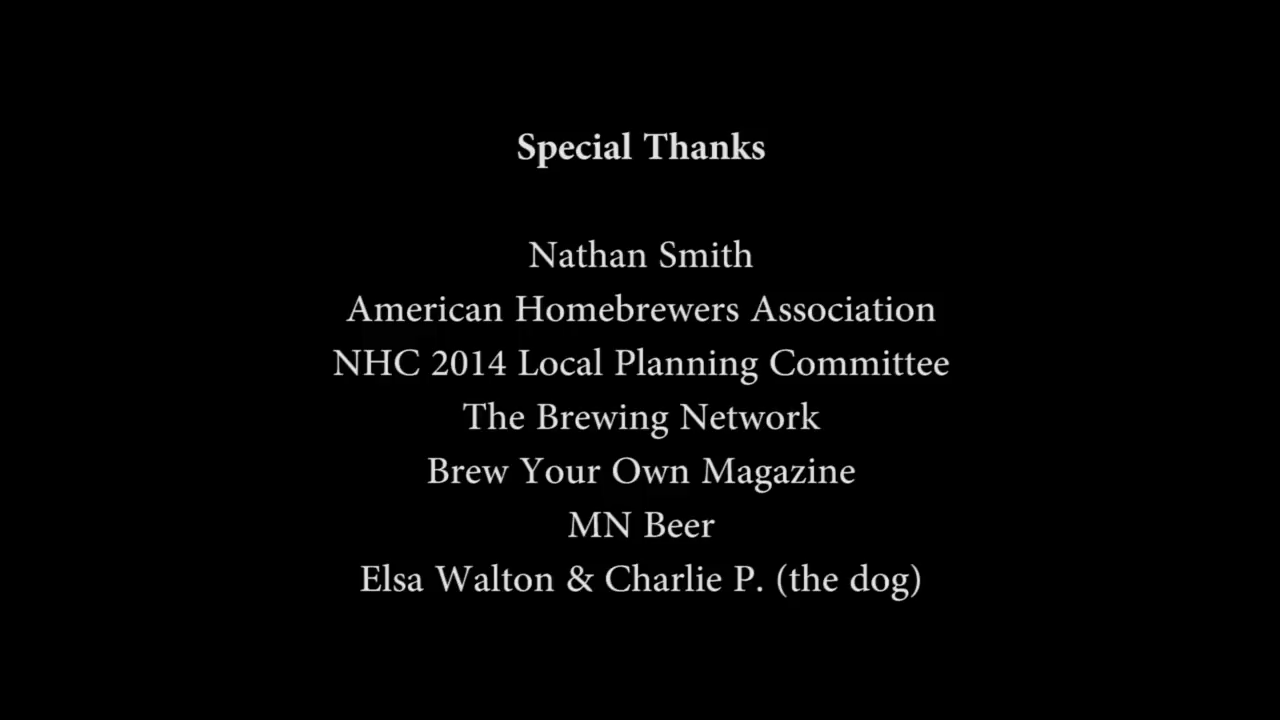 Special Thanks
Nathan Smith
American Homebrewers Association
NHC 2014 Local Planning Committee
The Brewing Network
Brew Your Own Magazine
MN Beer
Elsa Walton & Charlie P. (the dog)